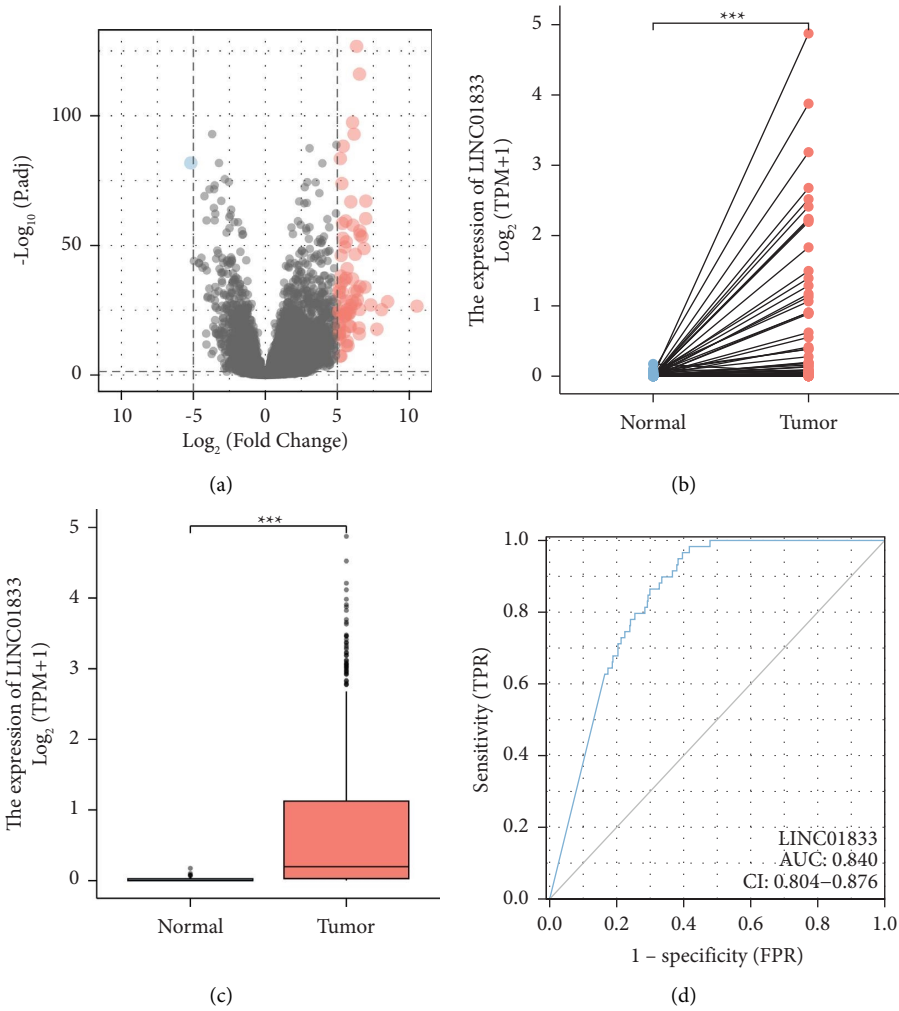 100
50
0
-Log10 (P.adj)
10
-5
0
5
10
Log2 (Fold Change)
(a)
***
5
4
3
2
1
0
The expression of LINC01833
Log2 (TPM+1)
Normal
Tumor
(b)
***
5
4
3
2
1
0
The expression of LINC01833
Log2 (TPM+1)
Normal
Tumor
(c)
1.0
0.8
0.6
0.4
0.2
0.0
Sensitivity (TPR)
LINC01833
AUC: 0.840
CI: 0.804−0.876
0.0
0.2
0.4
0.6
0.8
1.0
1 – specificity (FPR)
(d)